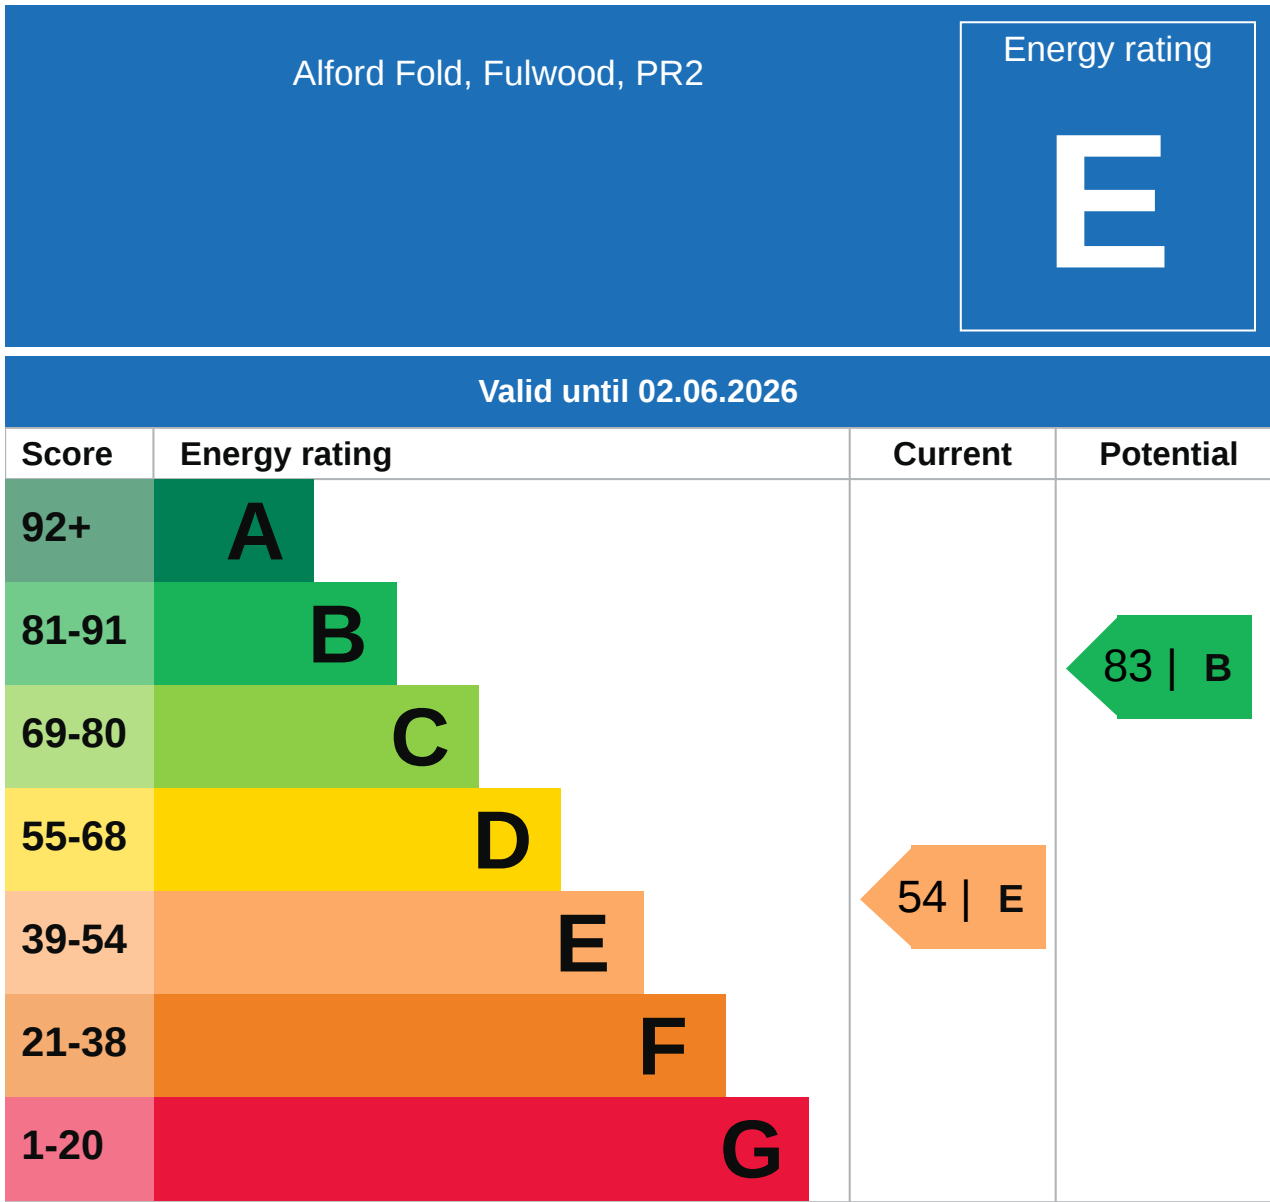 Alford Fold, Fulwood, PR2
Energy rating
E
Valid until 02.06.2026
Score Energy rating Current Potential
92+ A
81-91 B
83 | B
69-80 C
55-68 D
39-54 E
54 | E
21-38 F
1-20 G